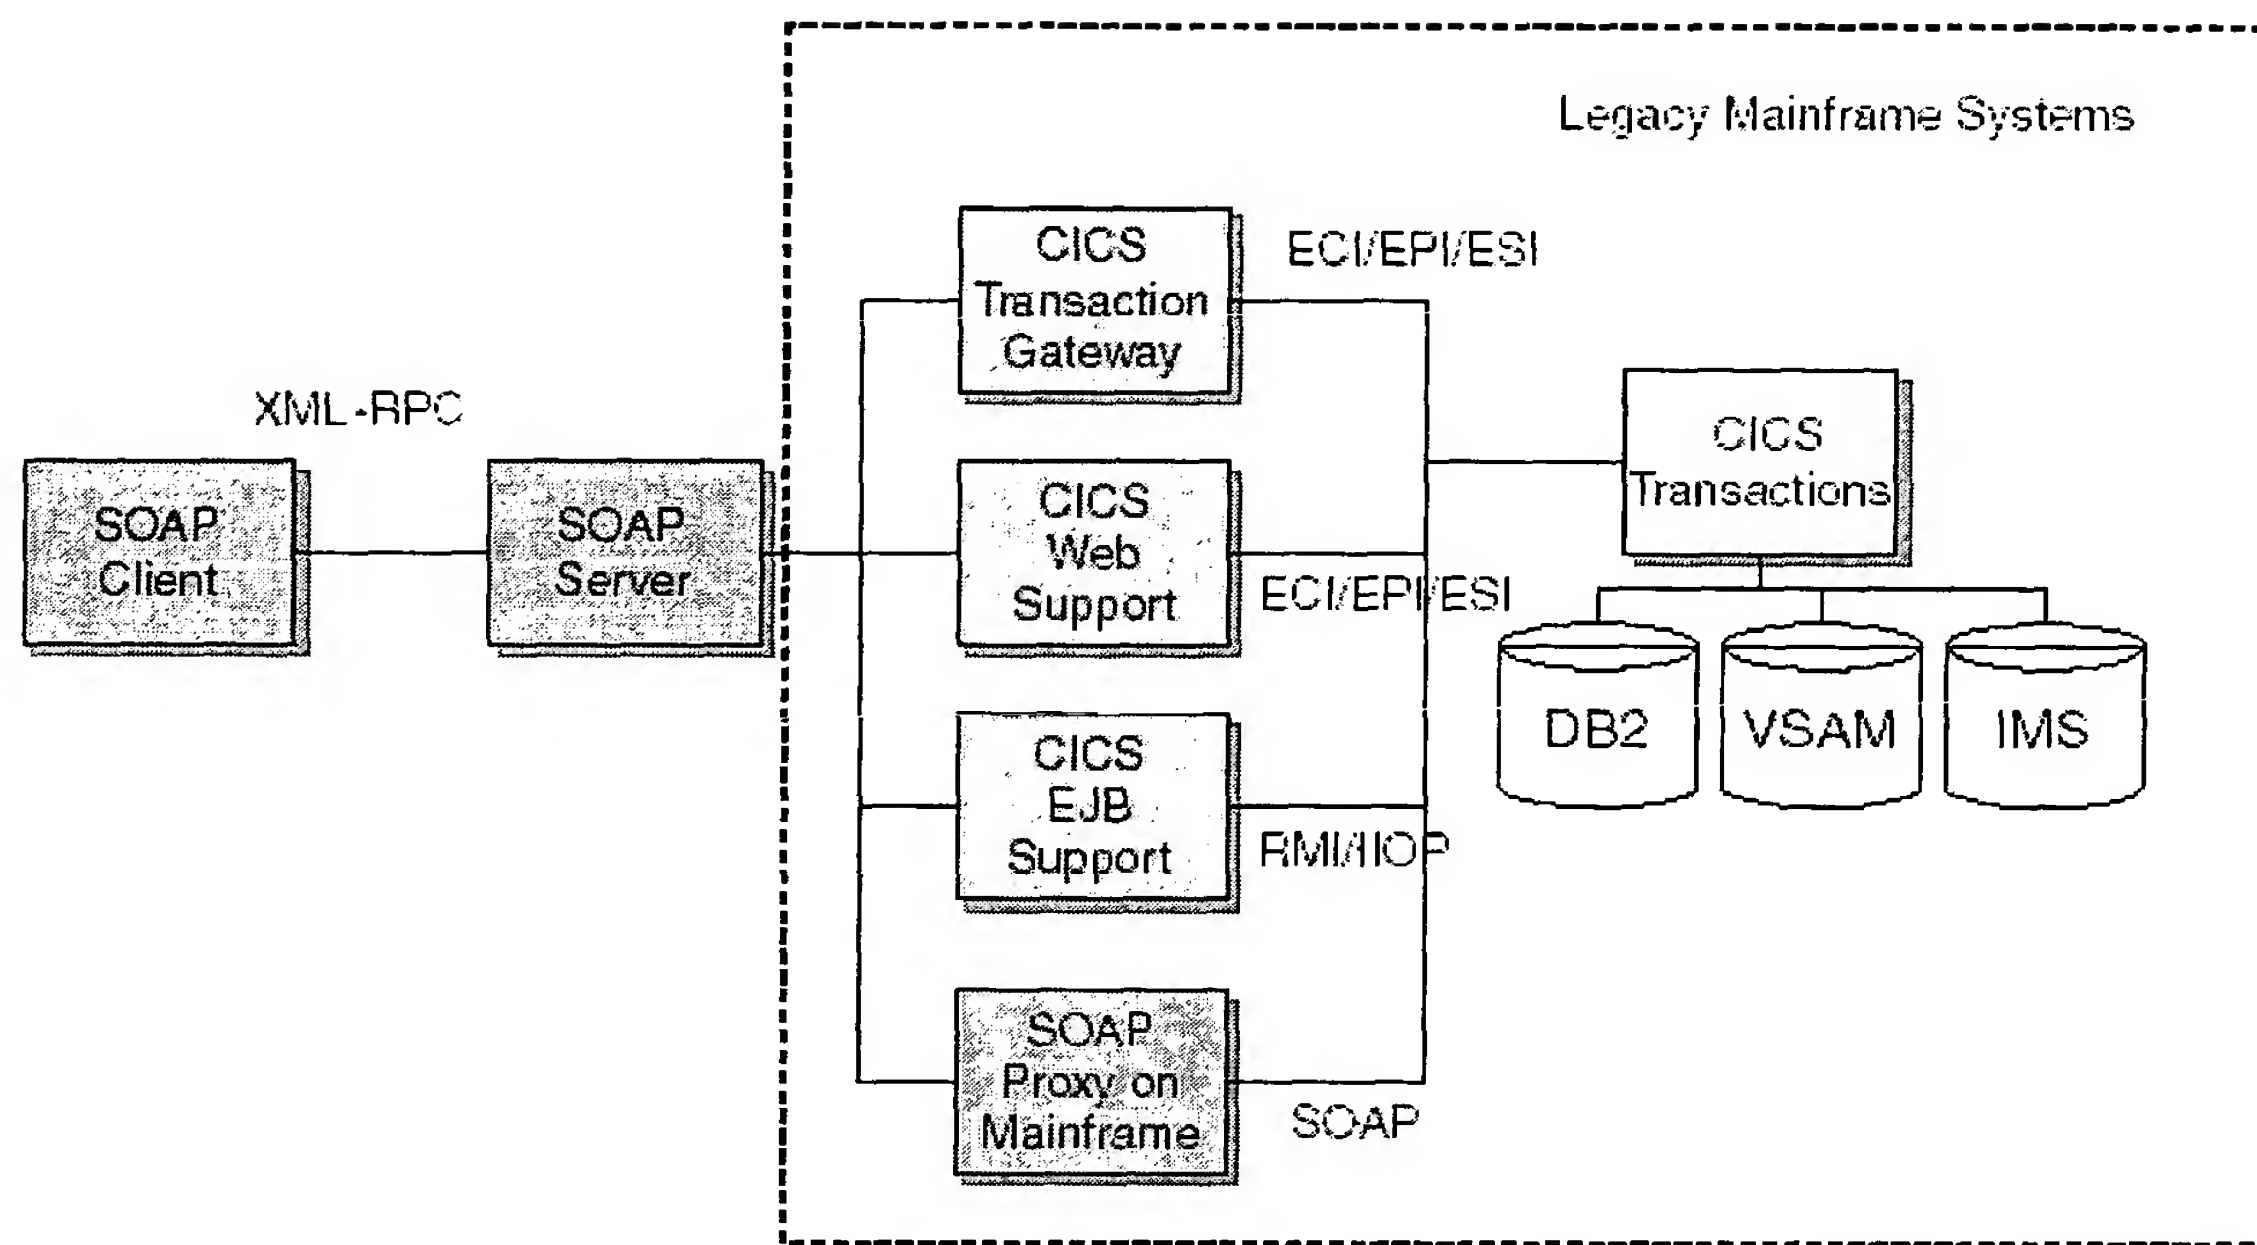 Legacy Mainframe Systems
CICS
Transaction
Gateway
ECI/EPI/ESI
XML-RPC
SOAP
Client
SOAP
Server
CICS
Web
Support
ECI/EPI/ESI
CICS
Transactions
CICS
EJB
Support
RMI/IIOP
DB2
VSAM
IMS
SOAP
Proxy on
Mainframe
SOAP